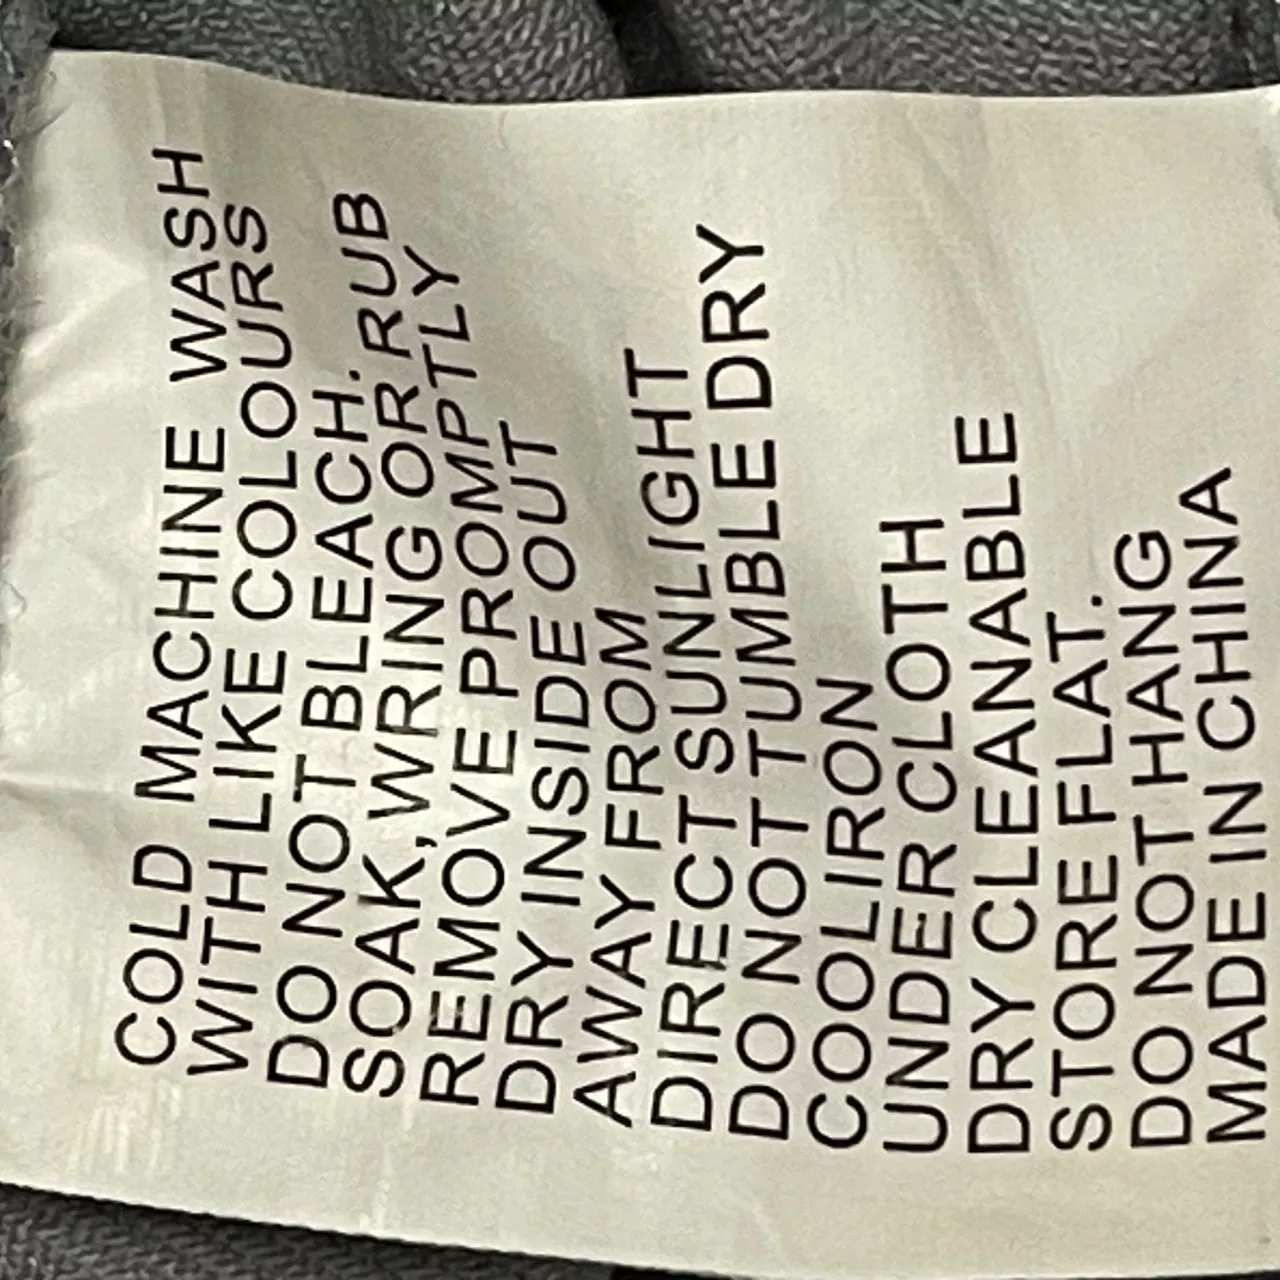 COLD MACHINE WASH
WITH LIKE COLOURS
DO NOT BLEACH.
SOAK, WRING OR RUB
REMOVE PROMPTLY
DRY INSIDE OUT
AWAY FROM
DIRECT SUNLIGHT
DO NOT TUMBLE DRY
COOL IRON
UNDER CLOTH
DRY CLEANABLE
STORE FLAT.
DO NOT HANG
MADE IN CHINA